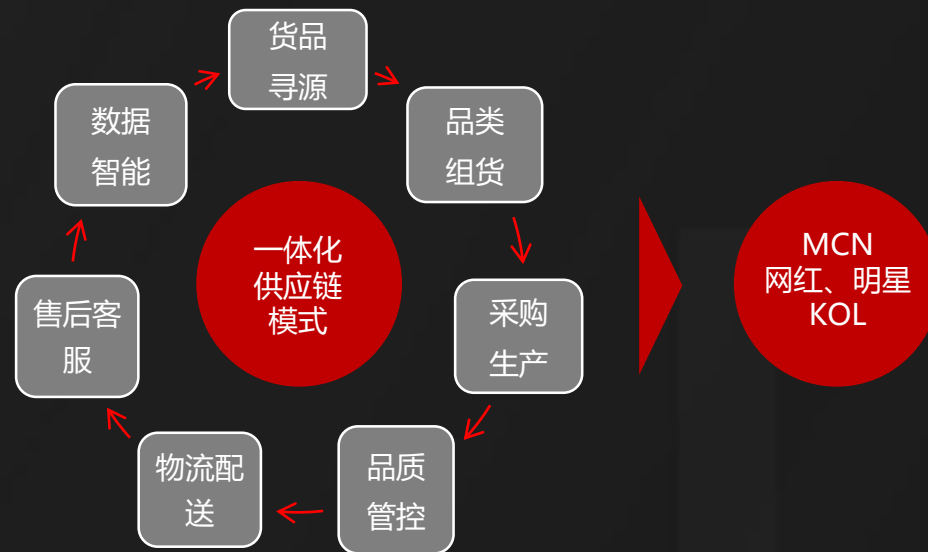 货品
寻源
数据
智能
品类
组货
一体化
供应链
模式
MCN
网红、明星
KOL
售后客
服
采购
生产
物流配
送
品质
管控